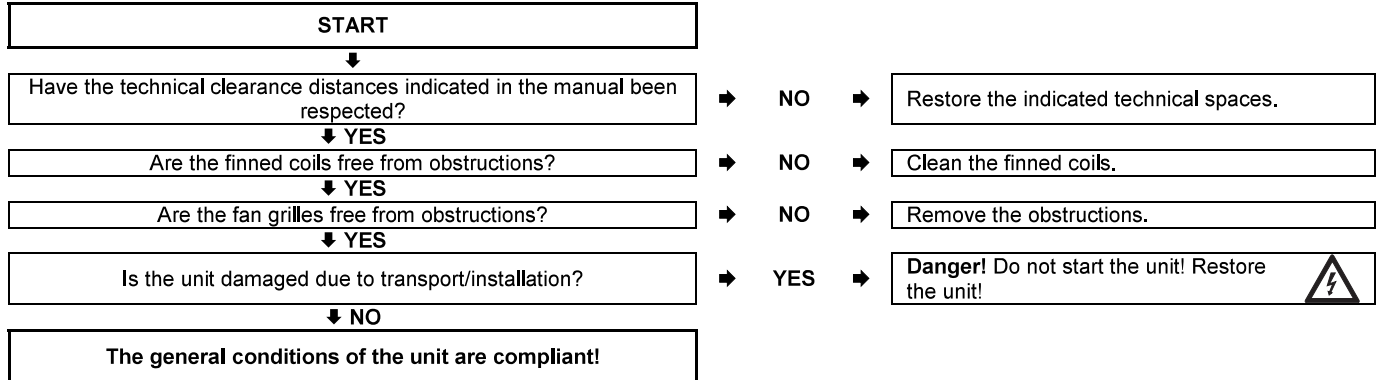 START
Have the technical clearance distances indicated in the manual been
respected?
NO
Restore the indicated technical spaces.
YES
Are the finned coils free from obstructions?
NO
Clean the finned coils.
YES
Are the fan grilles free from obstructions?
NO
Remove the obstructions.
YES
Is the unit damaged due to transport/installation?
YES
Danger! Do not start the unit! Restore
the unit!
NO
The general conditions of the unit are compliant!